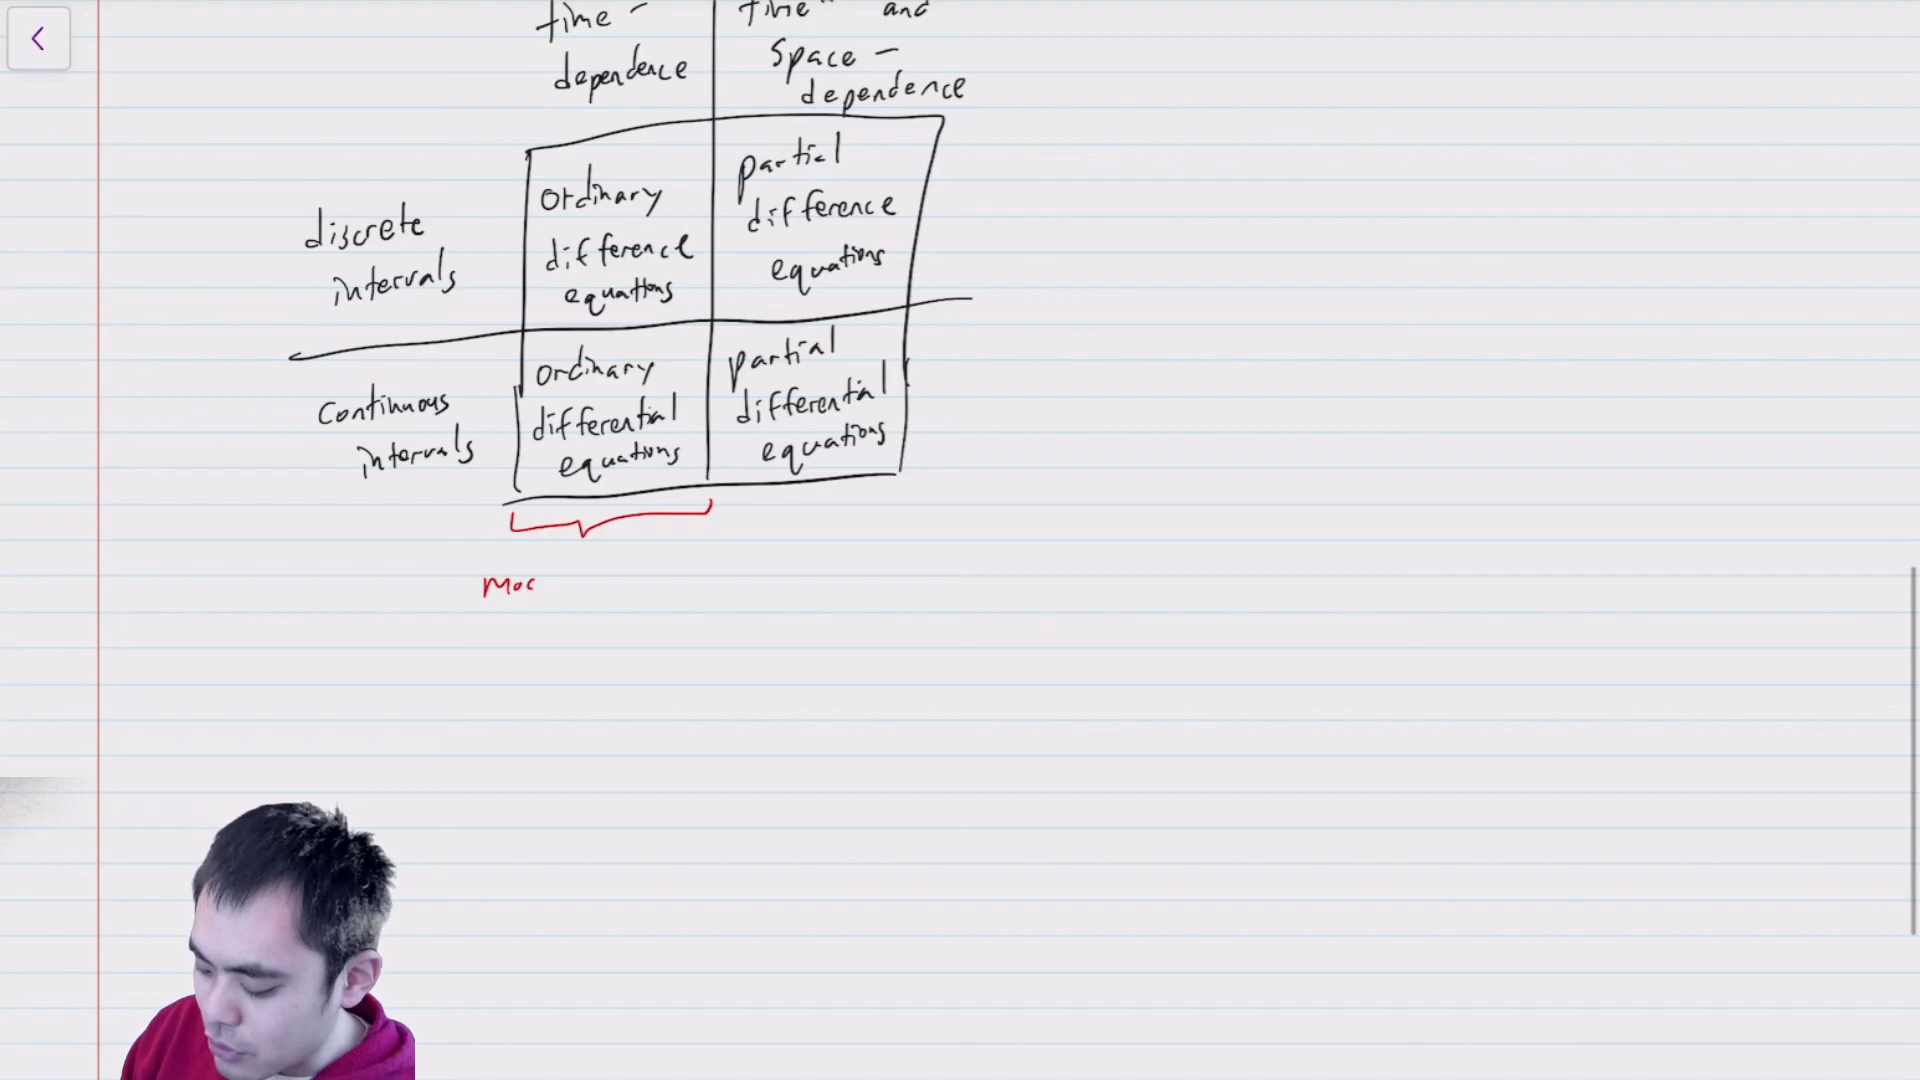 time-
dependence
time- and
space-
dependence
discrete
intervals
ordinary
difference
equations
partial
difference
equations
continuous
intervals
ordinary
differential
equations
partial
differential
equations
moc